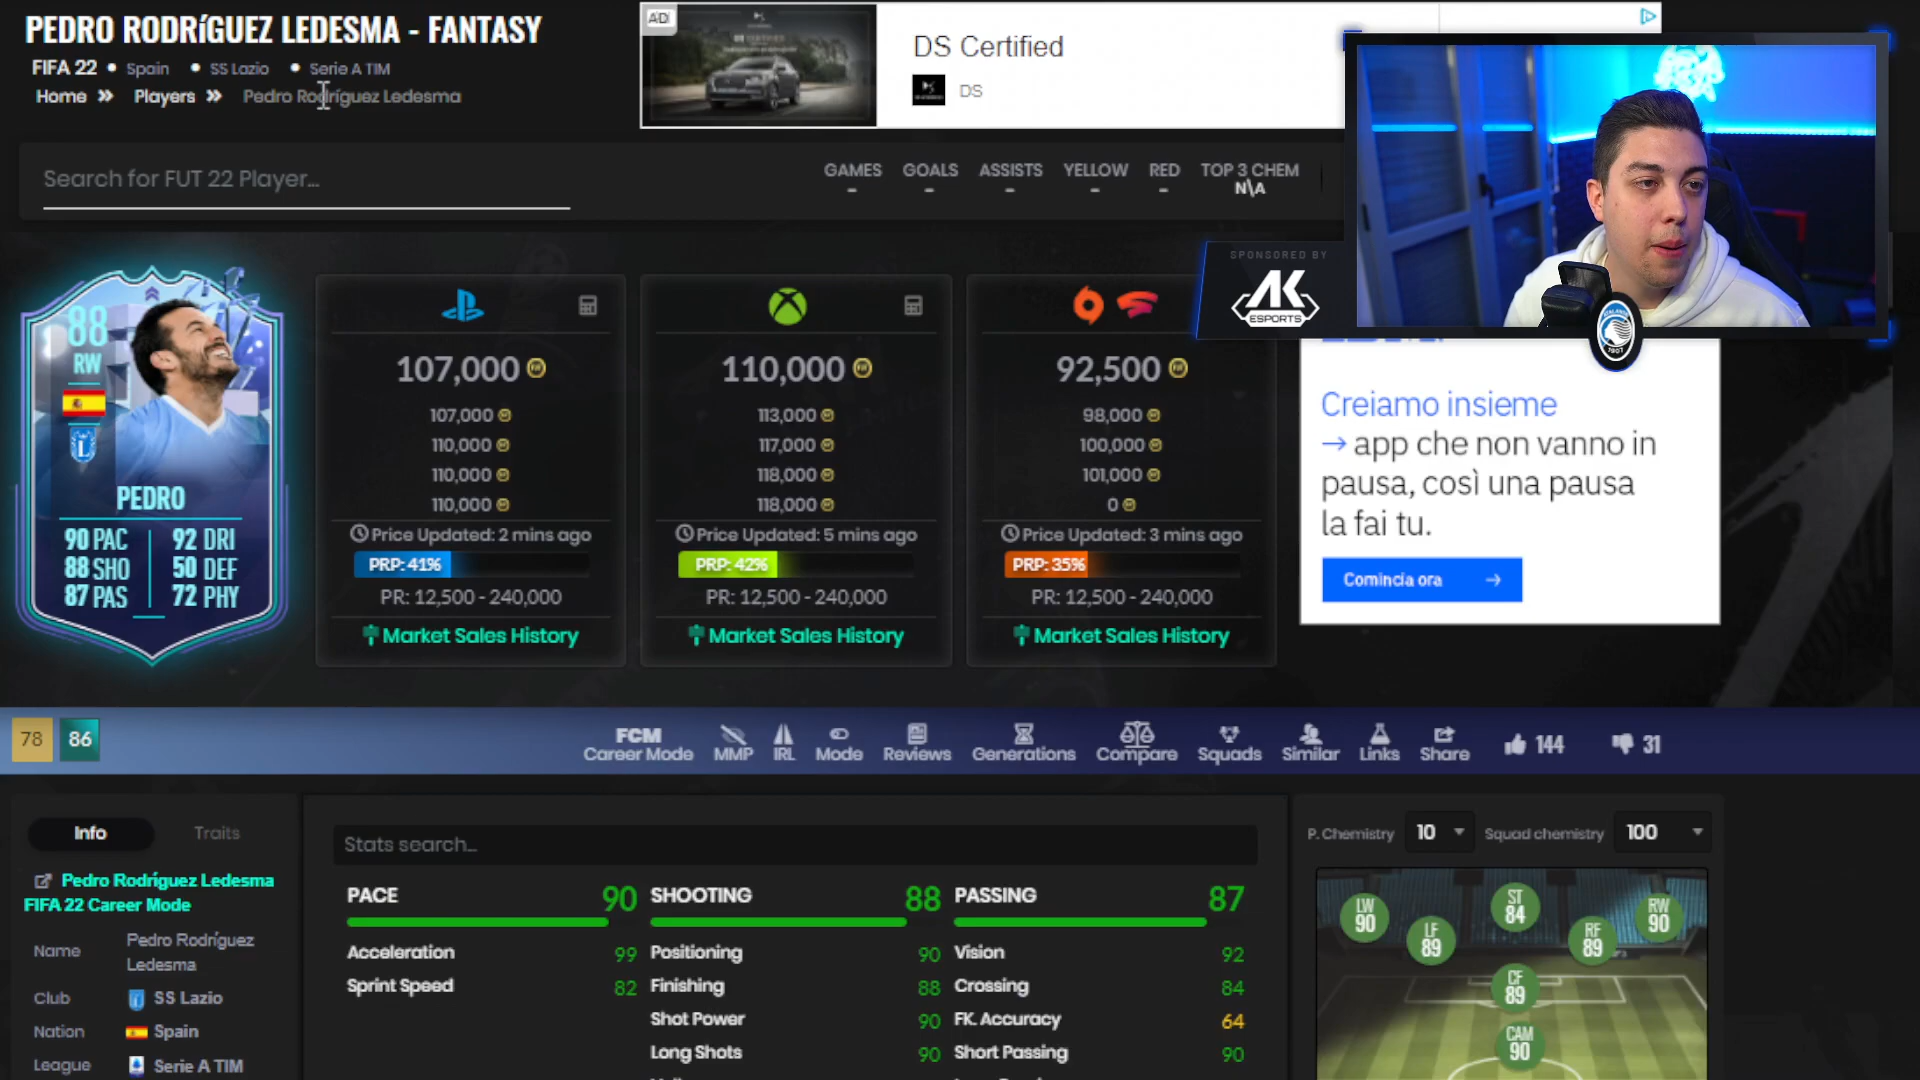 PEDRO RODRíGUEZ LEDESMA - FANTASY
FIFA 22 • Spain • SS Lazio • Serie A TIM
Home » Players » Pedro Rodríguez Ledesma
AD
DS Certified
DS
Search for FUT 22 Player...
GAMES GOALS ASSISTS YELLOW RED TOP 3 CHEM
- - - - - N\A
SPONSORED BY
AK
ESPORTS
ATALANTA
1907
88
RW
PEDRO
90 PAC 92 DRI
88 SHO 50 DEF
87 PAS 72 PHY
107,000
107,000
110,000
110,000
110,000
Price Updated: 2 mins ago
PRP: 41%
PR: 12,500 - 240,000
Market Sales History
110,000
113,000
117,000
118,000
118,000
Price Updated: 5 mins ago
PRP: 42%
PR: 12,500 - 240,000
Market Sales History
92,500
98,000
100,000
101,000
0
Price Updated: 3 mins ago
PRP: 35%
PR: 12,500 - 240,000
Market Sales History
Creiamo insieme
→ app che non vanno in
pausa, così una pausa
la fai tu.
Comincia ora →
78 86
FCM
Career Mode MMP IRL Mode Reviews Generations Compare Squads Similar Links Share 144 31
Info Traits
Pedro Rodríguez Ledesma
FIFA 22 Career Mode
Name Pedro Rodríguez
Ledesma
Club SS Lazio
Nation Spain
League Serie A TIM
Stats search...
PACE 90
Acceleration 99
Sprint Speed 82
SHOOTING 88
Positioning 90
Finishing 88
Shot Power 90
Long Shots 90
PASSING 87
Vision 92
Crossing 84
FK. Accuracy 64
Short Passing 90
P. Chemistry 10 Squad chemistry 100
LW
90
ST
84
RW
90
LF
89
RF
89
CF
89
CAM
90